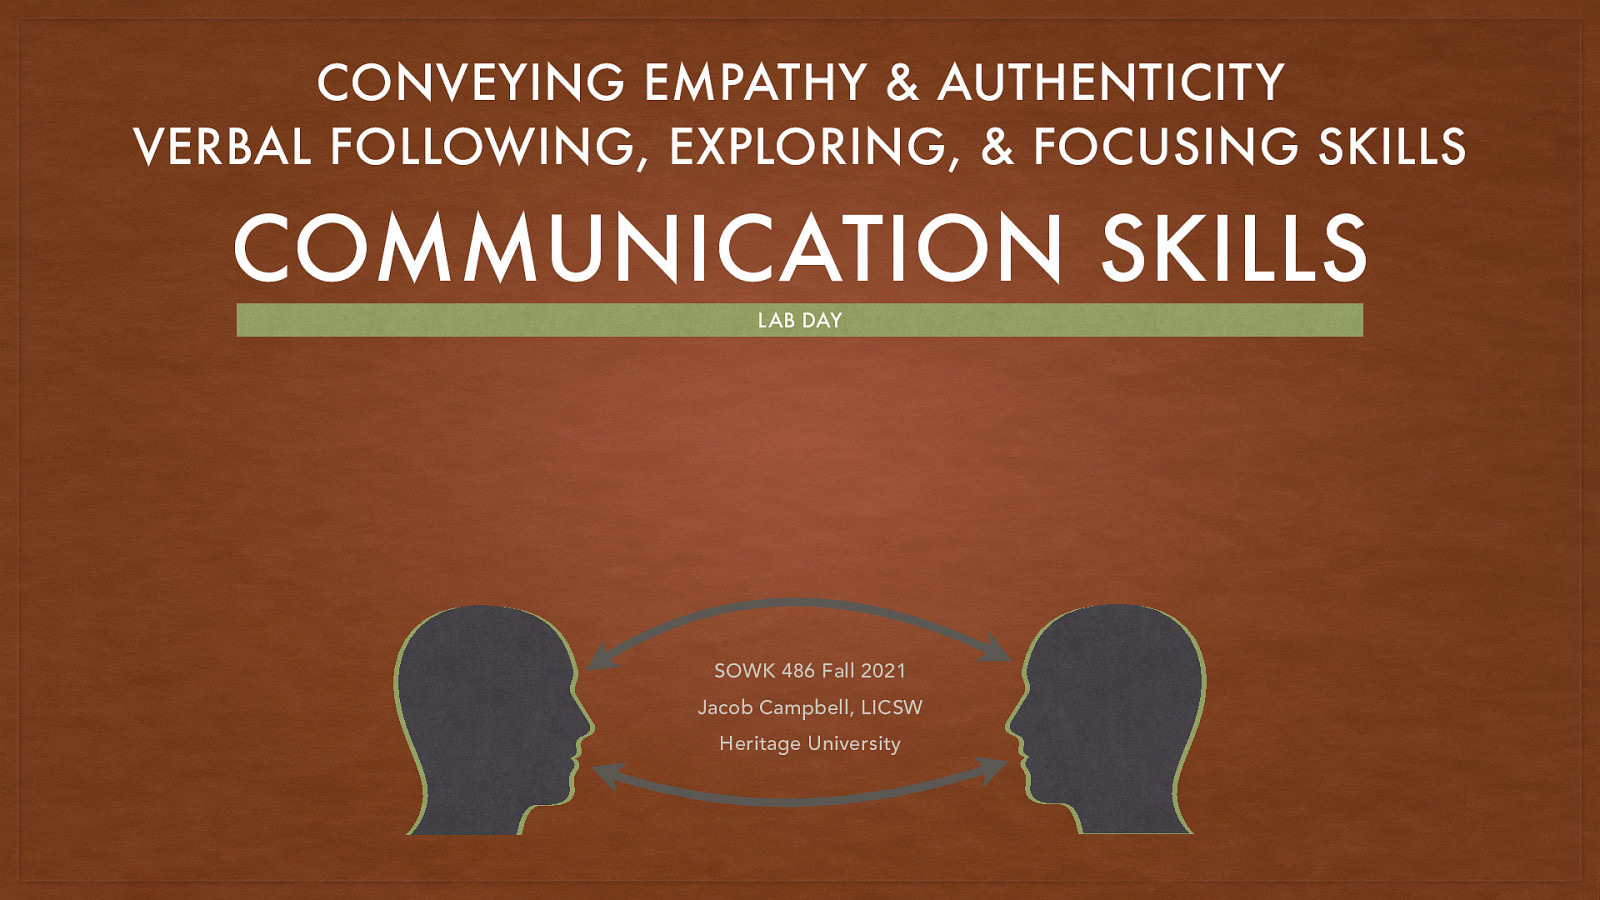 CONVEYING EMPATHY & AUTHENTICITY
VERBAL FOLLOWING, EXPLORING, & FOCUSING SKILLS
COMMUNICATION SKILLS
LAB DAY
SOWK 486 Fall 2021
Jacob Campbell, LICSW
Heritage University